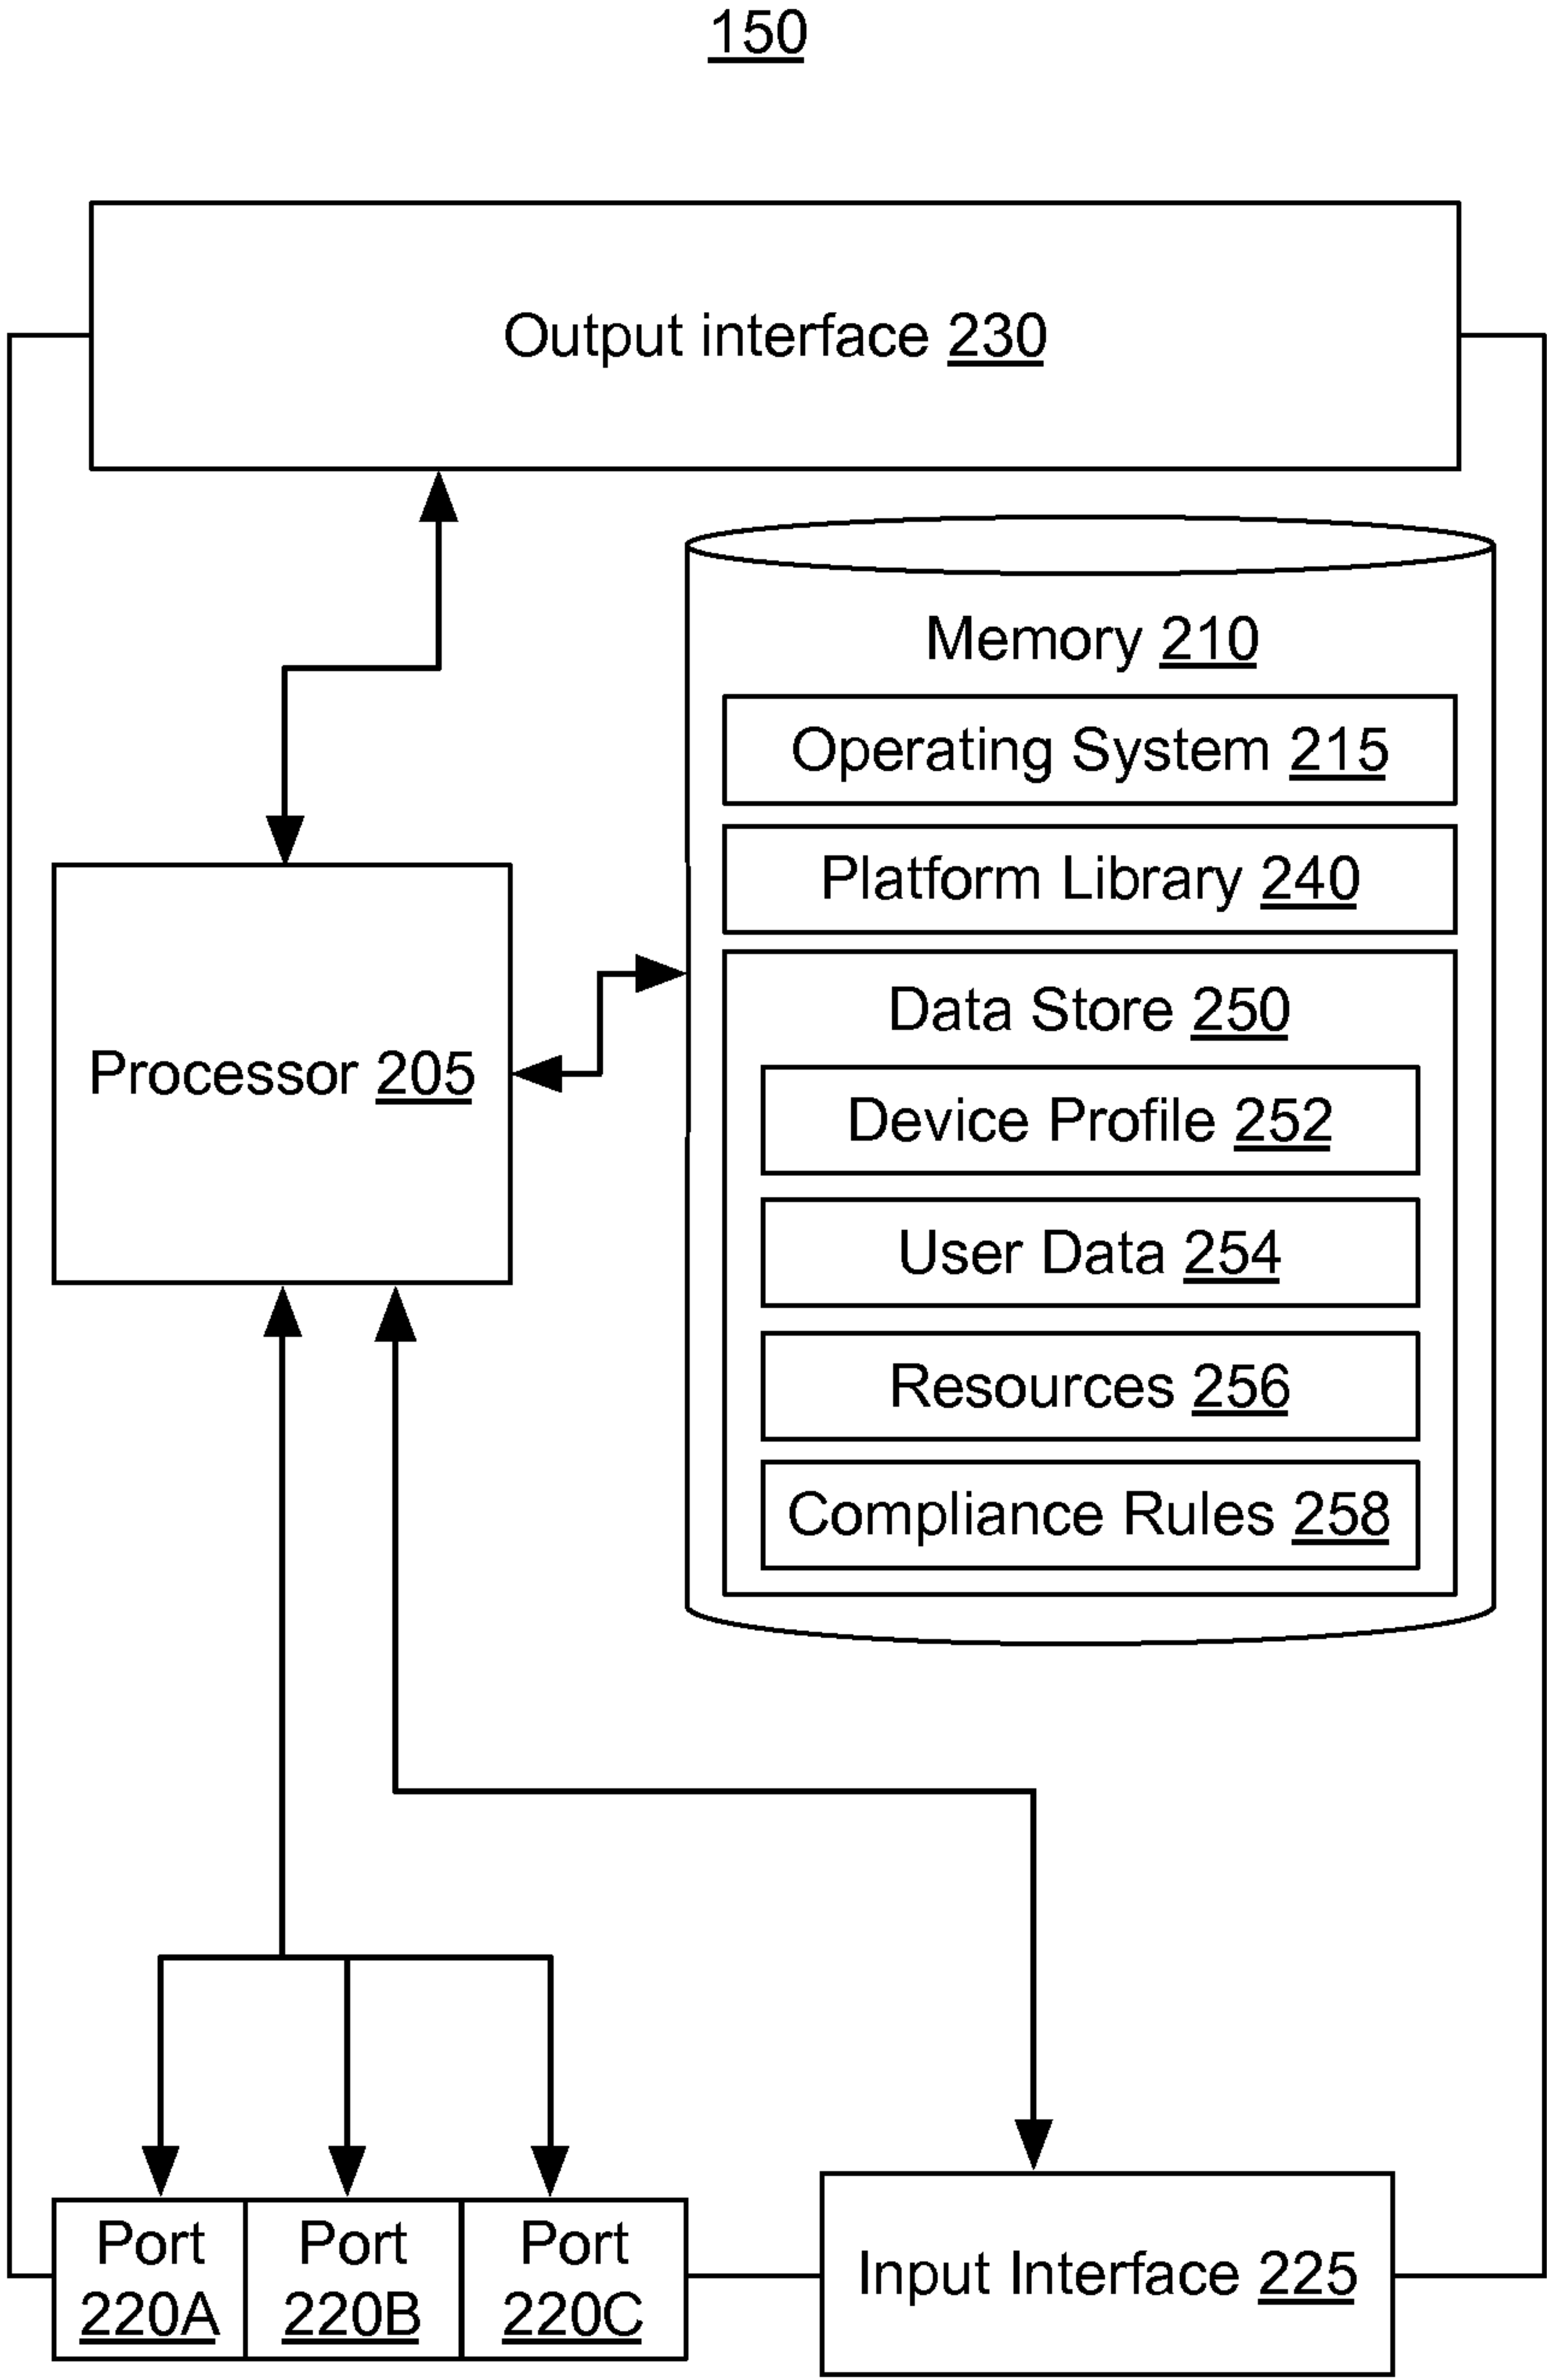 150
Output interface 230
Memory 210
Operating System 215
Platform Library 240
Data Store 250
Processor 205
Device Profile 252
User Data 254
Resources 256
Compliance Rules 258
Port
220A
Port
220B
Port
220C
Input Interface 225